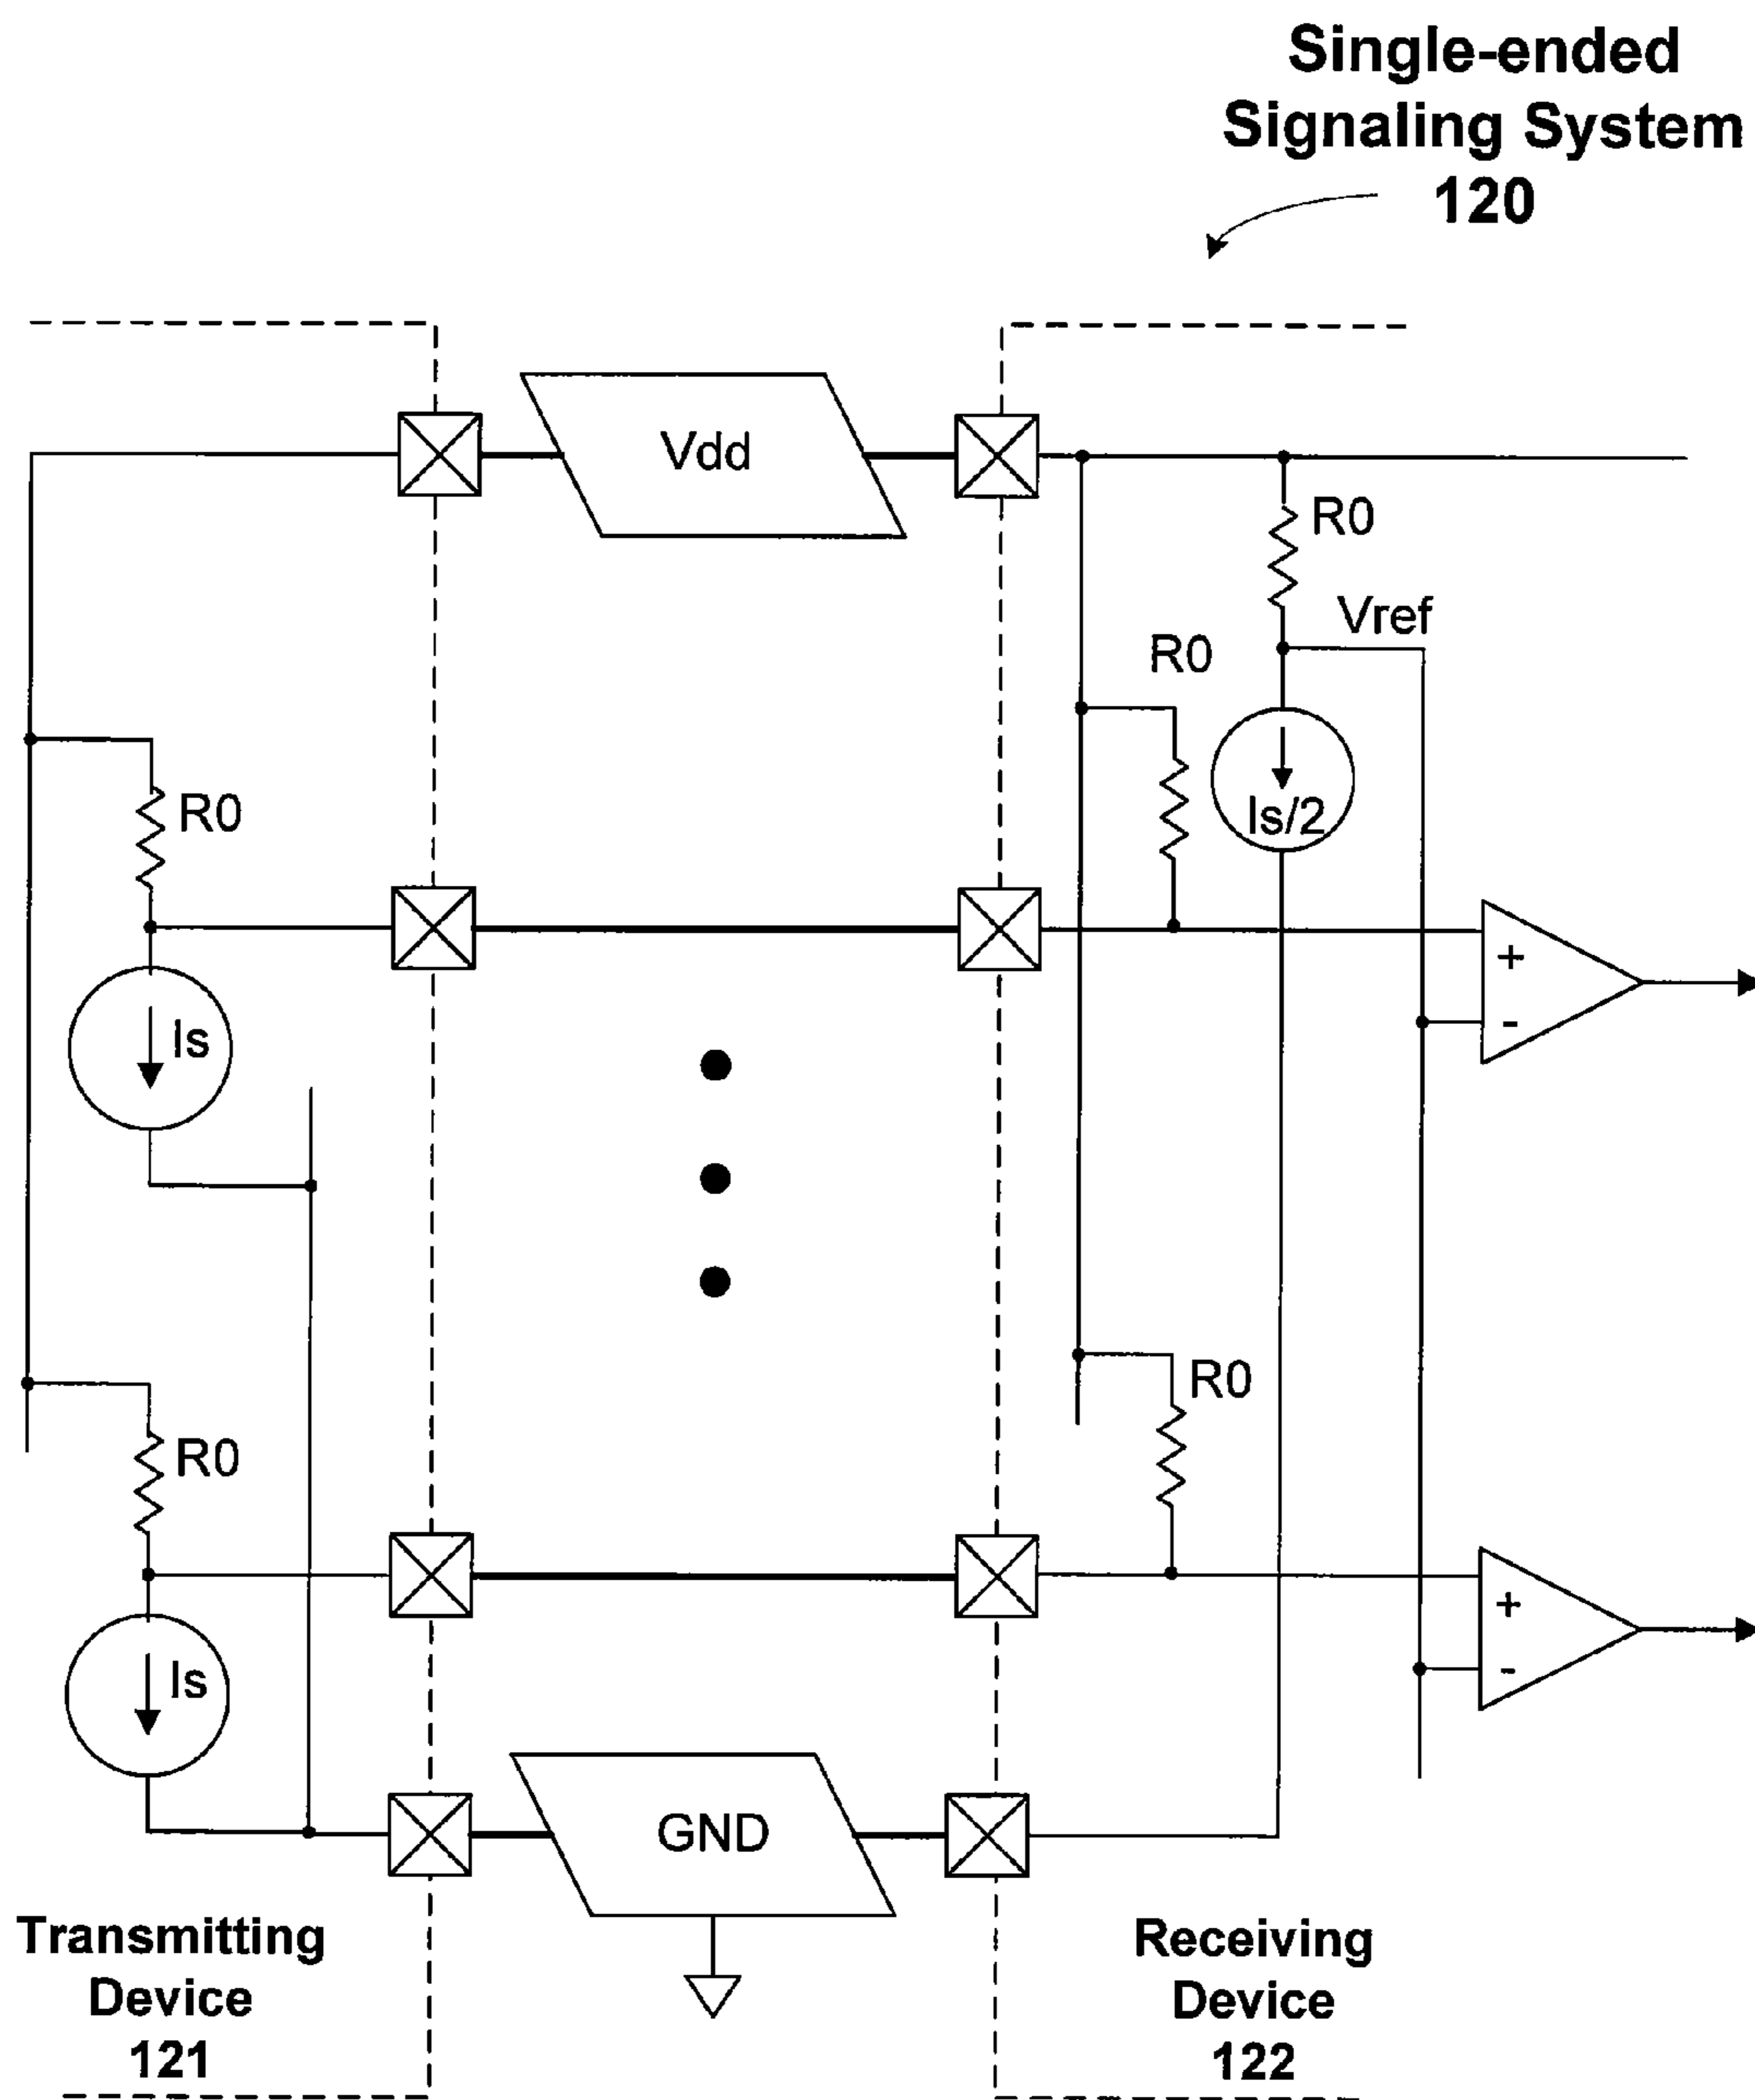 Single-ended
Signaling System
120
Vdd
R0
Vref
R0
Is/2
R0
+
-
Is
R0
R0
+
-
Is
GND
Transmitting
Device
121
Receiving
Device
122